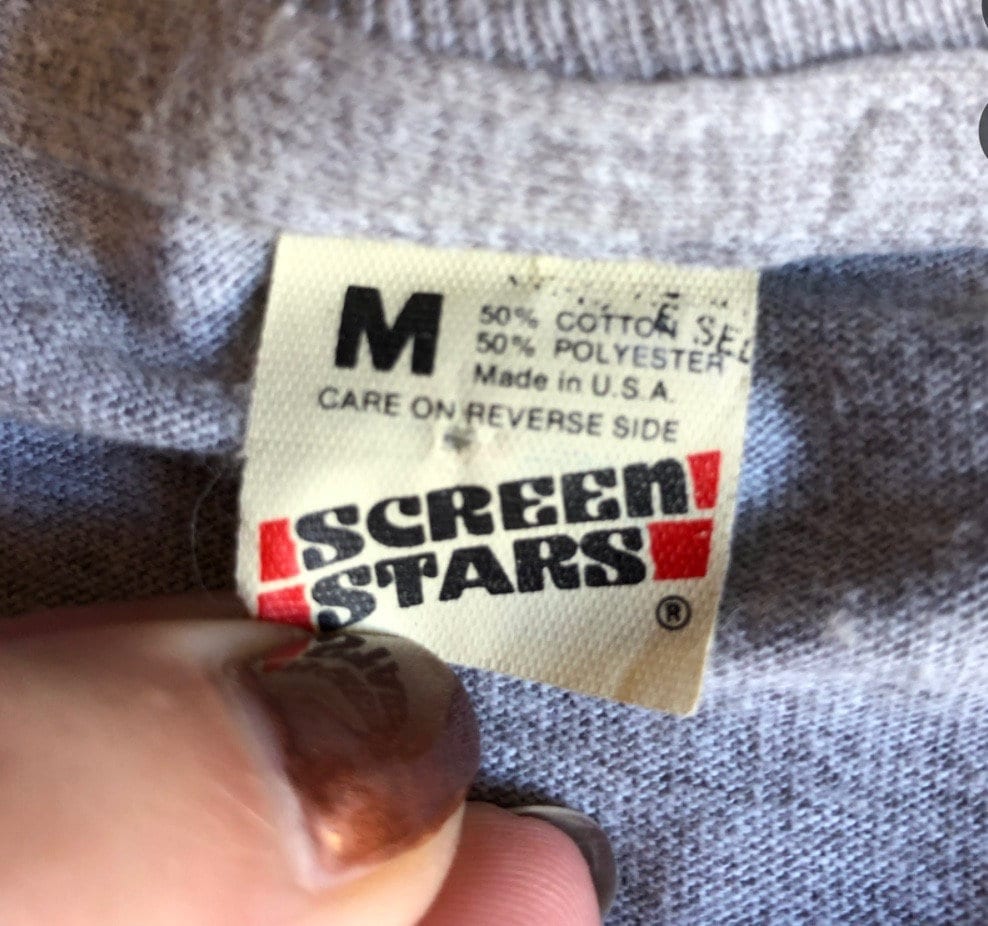 M
50% COTTON
50% POLYESTER
Made in U.S.A.
CARE ON REVERSE SIDE
SCREEN
STARS
®